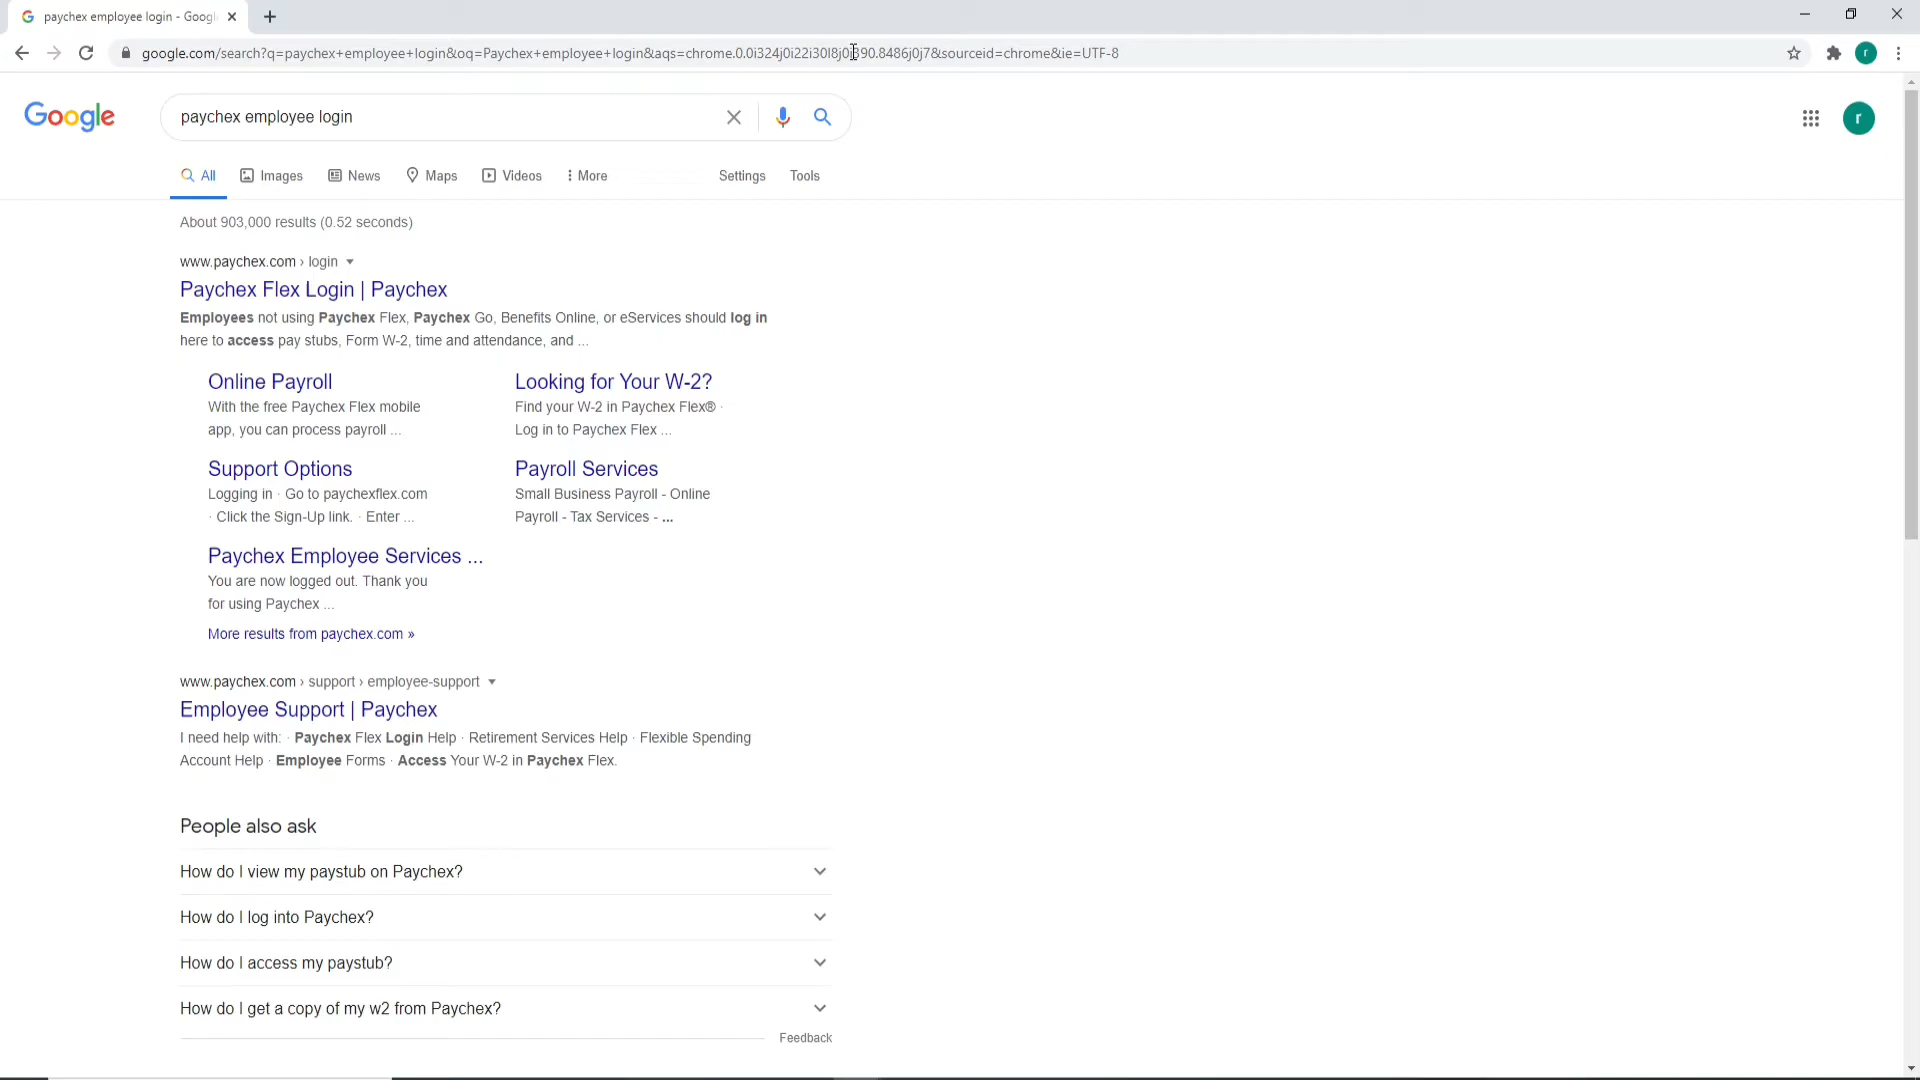 paychex employee login - Googl
google.com/search?q=paychex+employee+login&oq=Paychex+employee+login&aqs=chrome.0.0i324j0i22i30l8j0i390.8486j0j7&sourceid=chrome&ie=UTF-8
r
Google
paychex employee login
r
All
Images
News
Maps
Videos
More
Settings
Tools
About 903,000 results (0.52 seconds)
www.paychex.com › login
Paychex Flex Login | Paychex
Employees not using Paychex Flex, Paychex Go, Benefits Online, or eServices should log in
here to access pay stubs, Form W-2, time and attendance, and ...
Online Payroll
With the free Paychex Flex mobile
app, you can process payroll ...
Looking for Your W-2?
Find your W-2 in Paychex Flex® ·
Log in to Paychex Flex ...
Support Options
Logging in · Go to paychexflex.com
· Click the Sign-Up link. · Enter ...
Payroll Services
Small Business Payroll - Online
Payroll - Tax Services - ...
Paychex Employee Services ...
You are now logged out. Thank you
for using Paychex ...
More results from paychex.com »
www.paychex.com › support › employee-support
Employee Support | Paychex
I need help with: · Paychex Flex Login Help · Retirement Services Help · Flexible Spending
Account Help · Employee Forms · Access Your W-2 in Paychex Flex.
People also ask
How do I view my paystub on Paychex?
How do I log into Paychex?
How do I access my paystub?
How do I get a copy of my w2 from Paychex?
Feedback